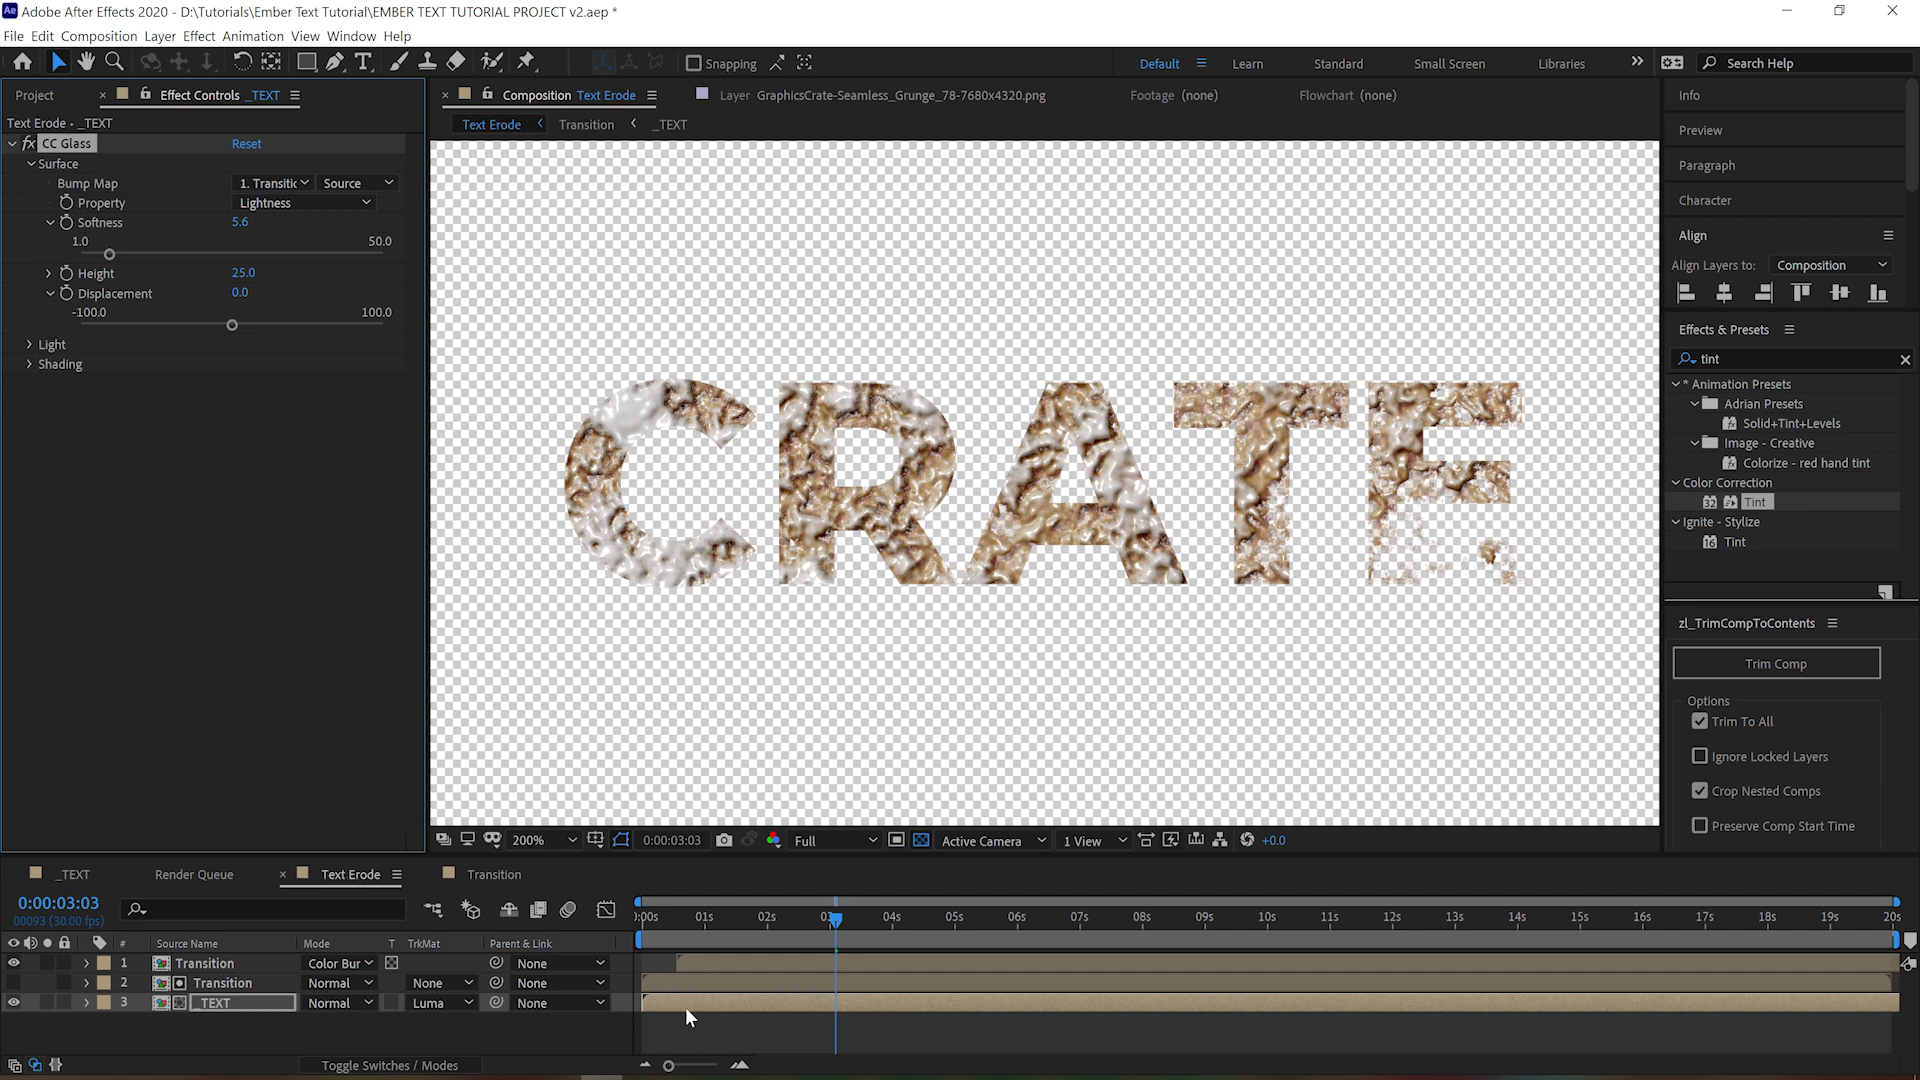 Adobe After Effects 2020 - D:\Tutorials\Ember Text Tutorial\EMBER TEXT TUTORIAL PROJECT v2.aep *
File Edit Composition Layer Effect Animation View Window Help
Snapping
Default Learn Standard Small Screen Libraries
Search Help
Project
Effect Controls _TEXT
Text Erode • _TEXT
fx CC Glass Reset
Surface
Bump Map 1. Transitic Source
Property Lightness
Softness 5.6
1.0 50.0
Height 25.0
Displacement 0.0
-100.0 100.0
Light
Shading
Composition Text Erode
Layer GraphicsCrate-Seamless_Grunge_78-7680x4320.png
Footage (none)
Flowchart (none)
Text Erode Transition _TEXT
CRATE
200% 0:00:03:03 Full Active Camera 1 View +0.0
Info
Preview
Paragraph
Character
Align
Align Layers to: Composition
Effects & Presets
tint
* Animation Presets
Adrian Presets
Solid+Tint+Levels
Image - Creative
Colorize - red hand tint
Color Correction
32 Tint
Ignite - Stylize
16 Tint
zl_TrimCompToContents
Trim Comp
Options
Trim To All
Ignore Locked Layers
Crop Nested Comps
Preserve Comp Start Time
_TEXT Render Queue Text Erode Transition
0:00:03:03
00093 (30.00 fps)
):00s 01s 02s 03s 04s 05s 06s 07s 08s 09s 10s 11s 12s 13s 14s 15s 16s 17s 18s 19s 20s
# Source Name Mode T TrkMat Parent & Link
1 Transition Color Bur None
2 Transition Normal None None
3 _TEXT Normal Luma None
Toggle Switches / Modes